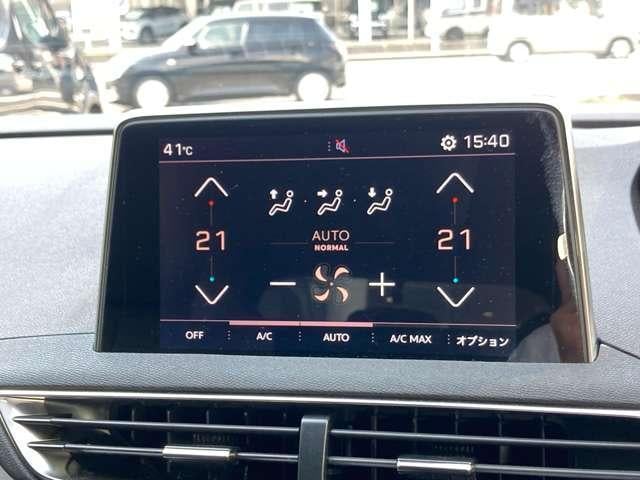 41℃ 15:40
AUTO
NORMAL
21 21
OFF A/C AUTO A/C MAX オプション